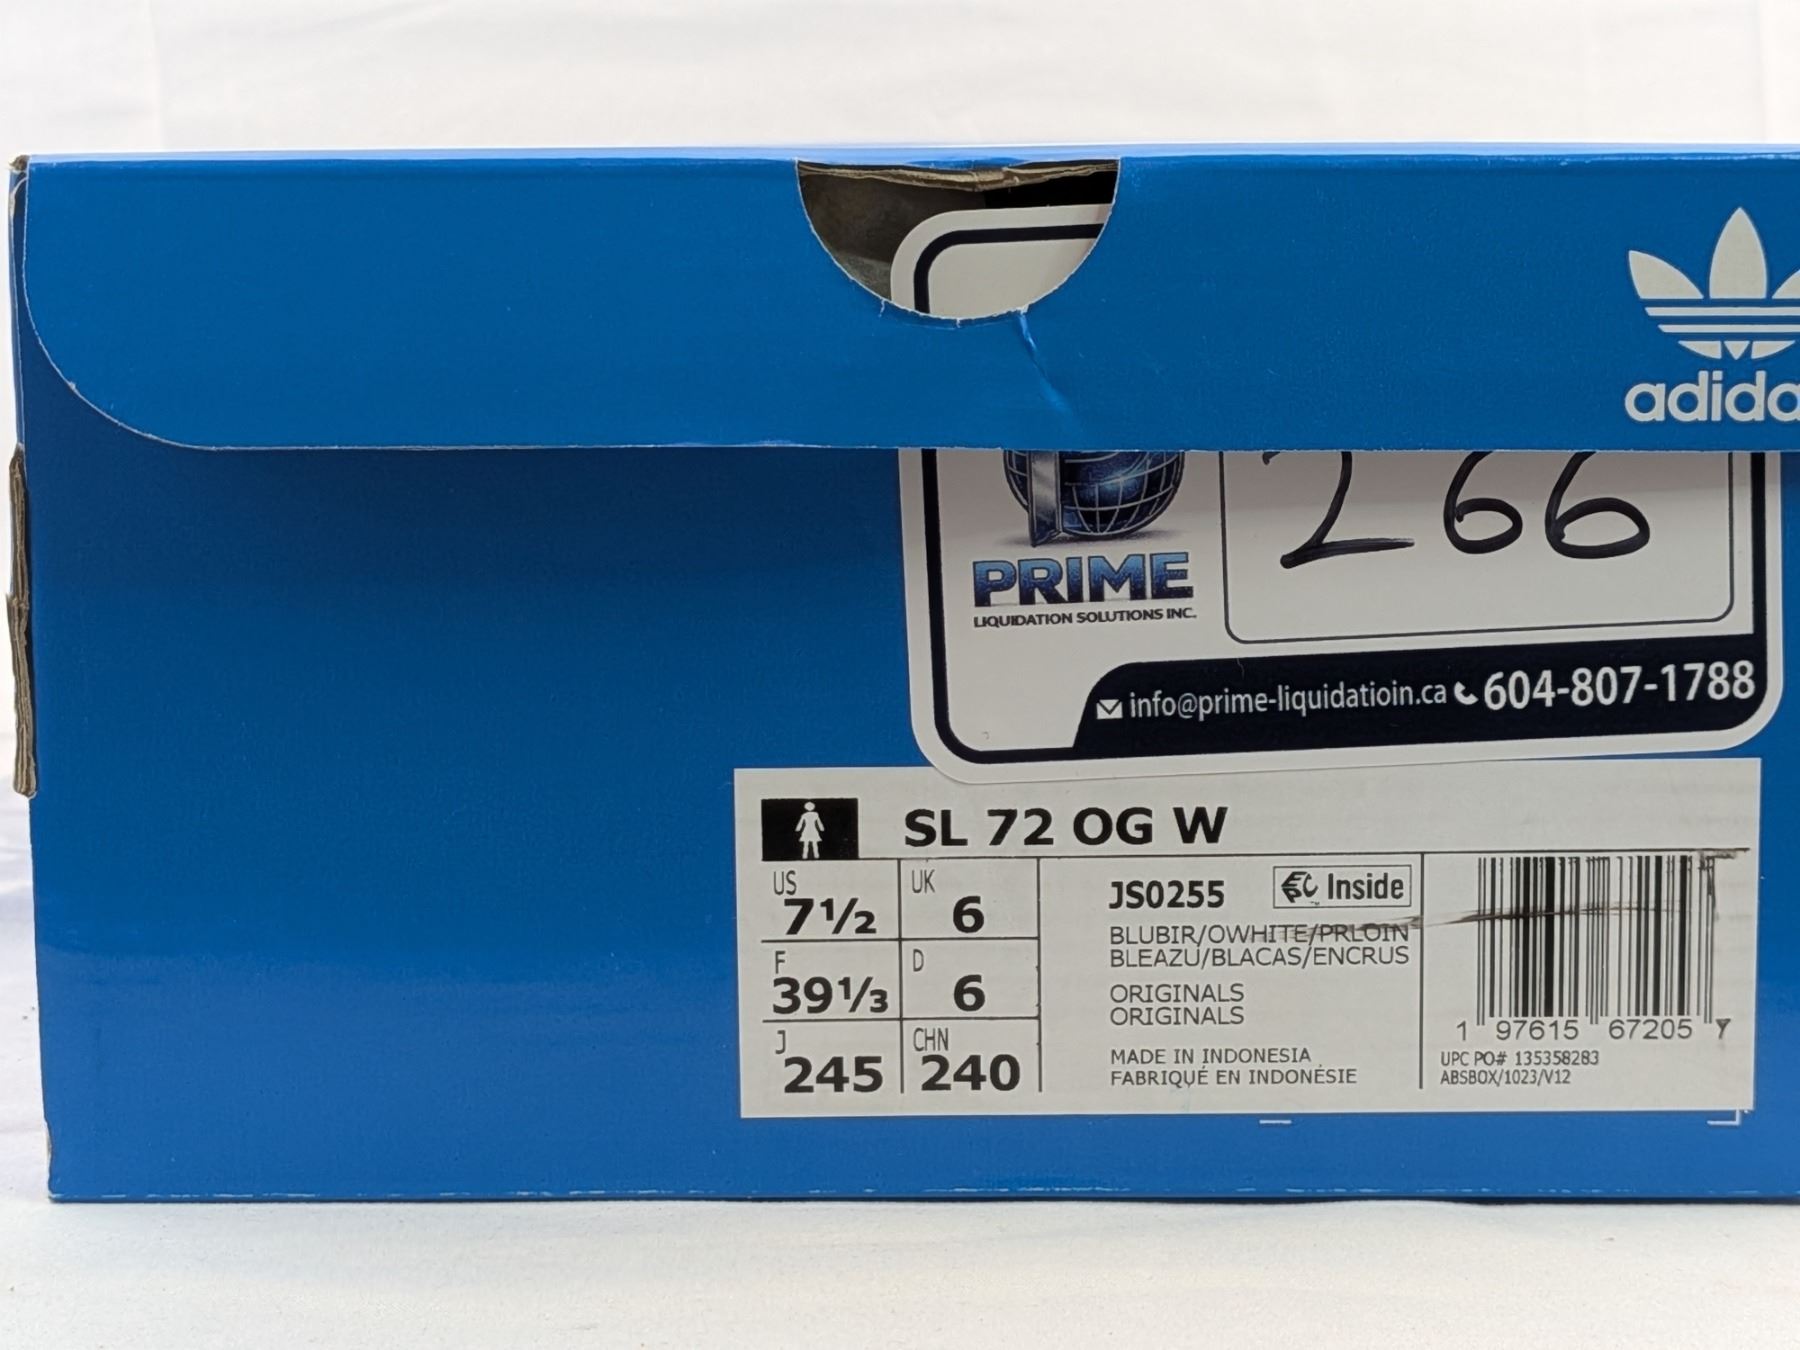 266
PRIME
LIQUIDATION SOLUTIONS INC.
info@prime-liquidatioin.ca 604-807-1788
SL 72 OG W
US
7½
UK
6
F
39⅓
D
6
J
245
CHN
240
JS0255
Inside
BLUBIR/OWHITE/PRLOIN
BLEAZU/BLACAS/ENCRUS
ORIGINALS
ORIGINALS
MADE IN INDONESIA
FABRIQUÉ EN INDONÉSIE
1 97615 67205
UPC PO# 135358283
ABSBOX/1023/V12